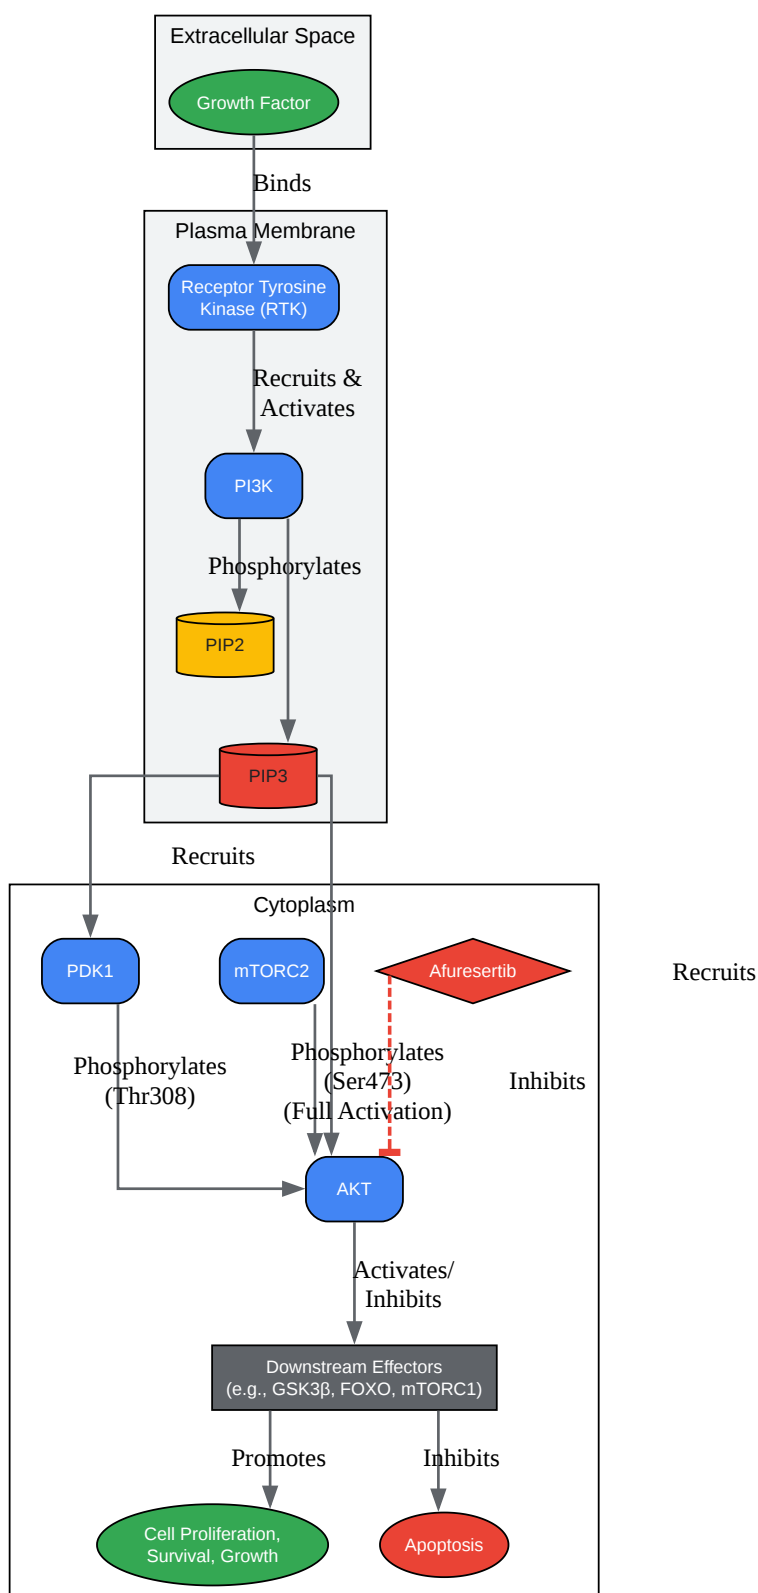 Extracellular Space
Growth Factor
Binds
Plasma Membrane
Receptor Tyrosine
Kinase (RTK)
Recruits &
Activates
PI3K
Phosphorylates
PIP2
PIP3
Recruits
Cytoplasm
PDK1
mTORC2
Afuresertib
Recruits
Phosphorylates
(Thr308)
Phosphorylates
(Ser473)
(Full Activation)
Inhibits
AKT
Activates/
Inhibits
Downstream Effectors
(e.g., GSK3β, FOXO, mTORC1)
Promotes
Inhibits
Cell Proliferation,
Survival, Growth
Apoptosis